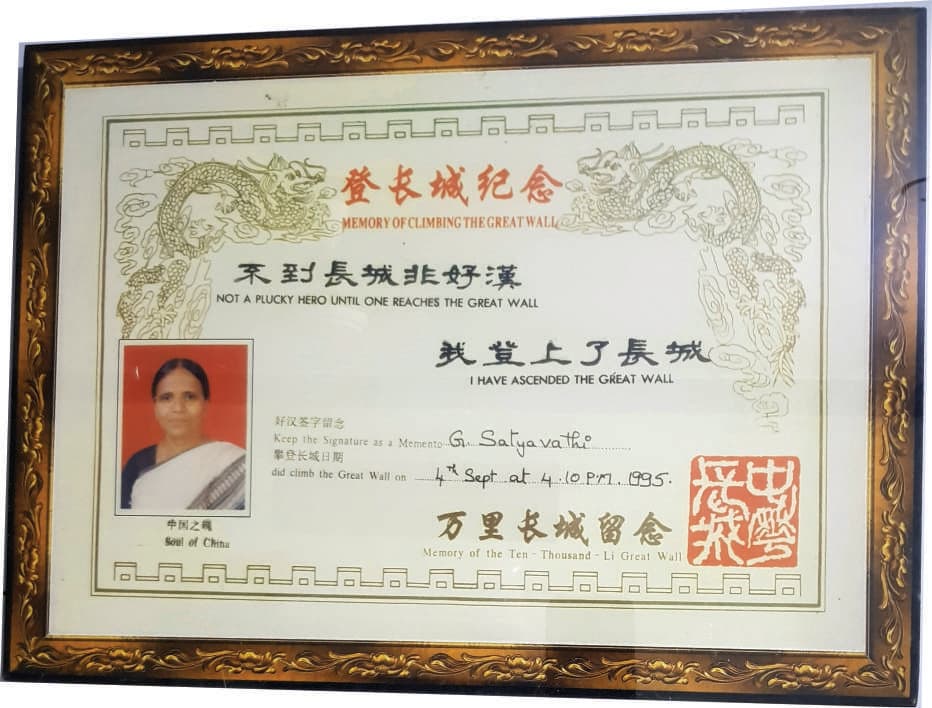 登长城纪念
MEMORY OF CLIMBING THE GREAT WALL
不到長城非好漢
NOT A PLUCKY HERO UNTIL ONE REACHES THE GREAT WALL
我登上了長城
I HAVE ASCENDED THE GREAT WALL
好汉签字留念
Keep the Signature as a Memento G. Satyavathi
攀登长城日期
did climb the Great Wall on 4th Sept at 4.10 P.M. 1995.
中国之魂
Soul of China
万里长城留念
Memory of the Ten-Thousand-Li Great Wall